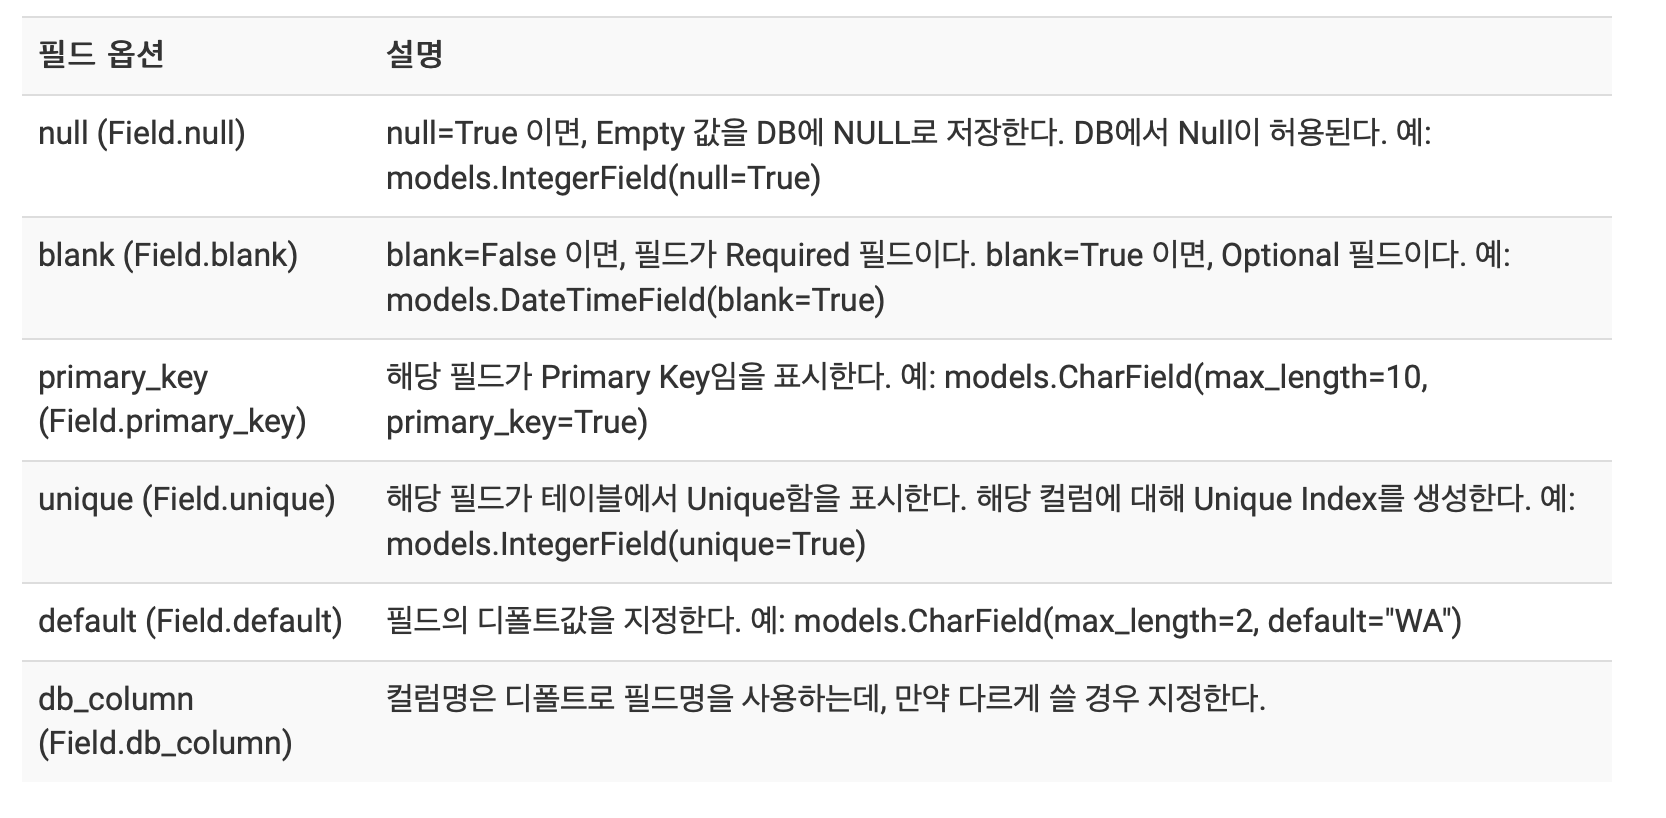 필드 옵션 설명
null (Field.null) null=True 이면, Empty 값을 DB에 NULL로 저장한다. DB에서 Null이 허용된다. 예:
models.IntegerField(null=True)
blank (Field.blank) blank=False 이면, 필드가 Required 필드이다. blank=True 이면, Optional 필드이다. 예:
models.DateTimeField(blank=True)
primary_key 해당 필드가 Primary Key임을 표시한다. 예: models.CharField(max_length=10,
(Field.primary_key) primary_key=True)
unique (Field.unique) 해당 필드가 테이블에서 Unique함을 표시한다. 해당 컬럼에 대해 Unique Index를 생성한다. 예:
models.IntegerField(unique=True)
default (Field.default) 필드의 디폴트값을 지정한다. 예: models.CharField(max_length=2, default="WA")
db_column 컬럼명은 디폴트로 필드명을 사용하는데, 만약 다르게 쓸 경우 지정한다.
(Field.db_column)